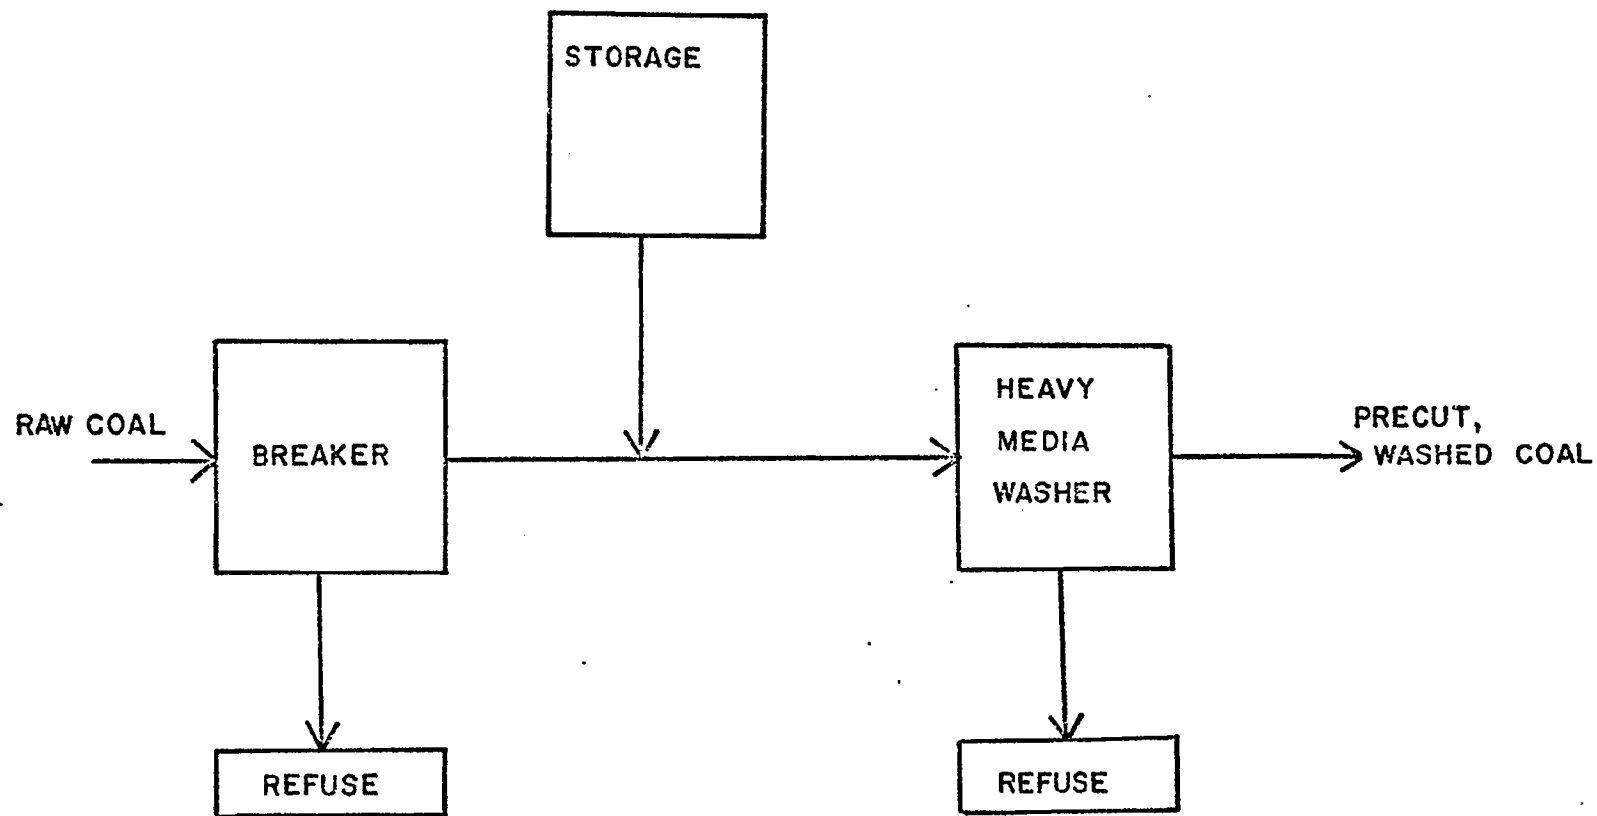 STORAGE
RAW COAL
BREAKER
HEAVY
MEDIA
WASHER
PRECUT,
WASHED COAL
REFUSE
REFUSE